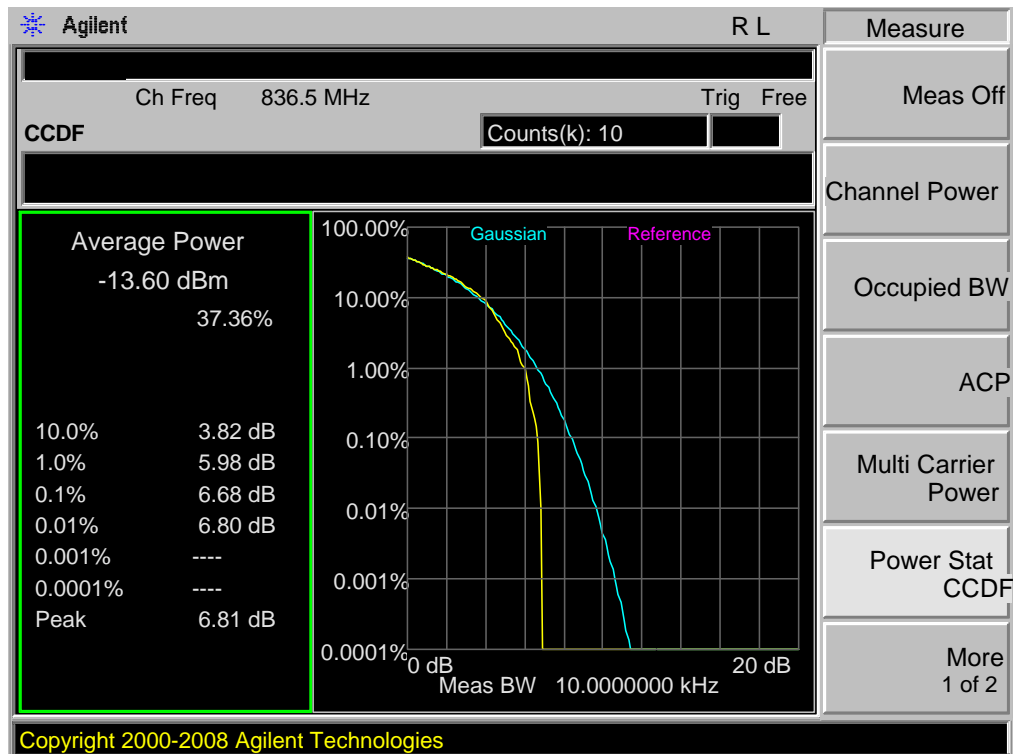 Agilent R L Measure
Ch Freq 836.5 MHz Trig Free
CCDF Counts(k): 10
Meas Off
Channel Power
Occupied BW
ACP
Multi Carrier
Power
Power Stat
CCDF
More
1 of 2
Average Power
-13.60 dBm
37.36%
10.0% 3.82 dB
1.0% 5.98 dB
0.1% 6.68 dB
0.01% 6.80 dB
0.001% ----
0.0001% ----
Peak 6.81 dB
Gaussian Reference
100.00%
10.00%
1.00%
0.10%
0.01%
0.001%
0.0001%
0 dB 20 dB
Meas BW 10.0000000 kHz
Copyright 2000-2008 Agilent Technologies